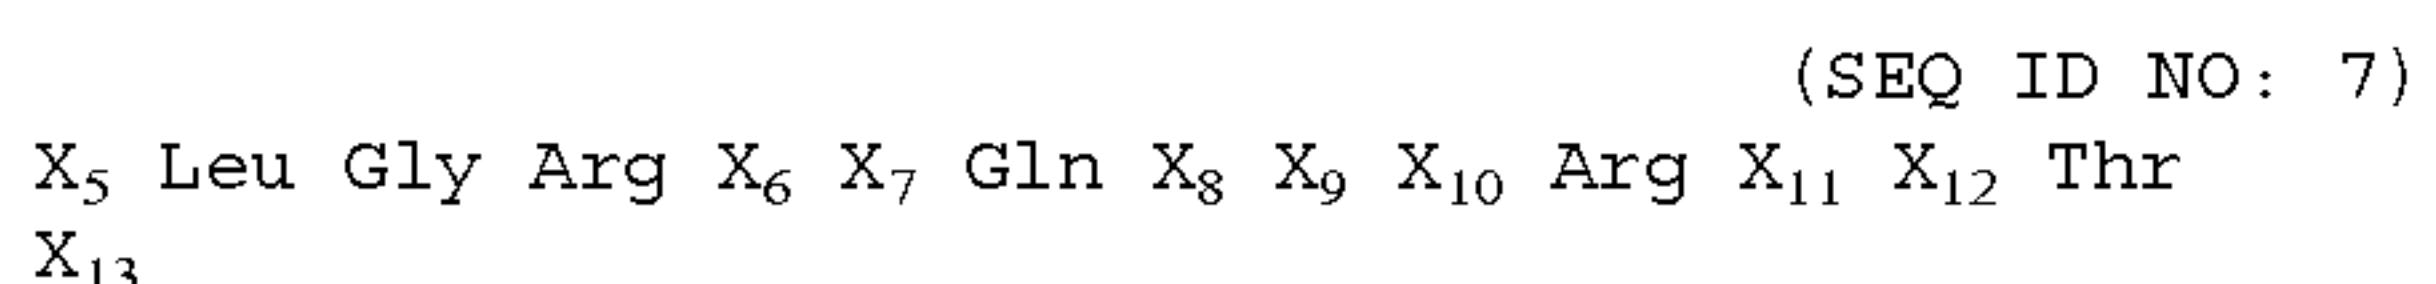 (SEQ ID NO: 7)
X₅ Leu Gly Arg X₆ X₇ Gln X₈ X₉ X₁₀ Arg X₁₁ X₁₂ Thr
X₁₃